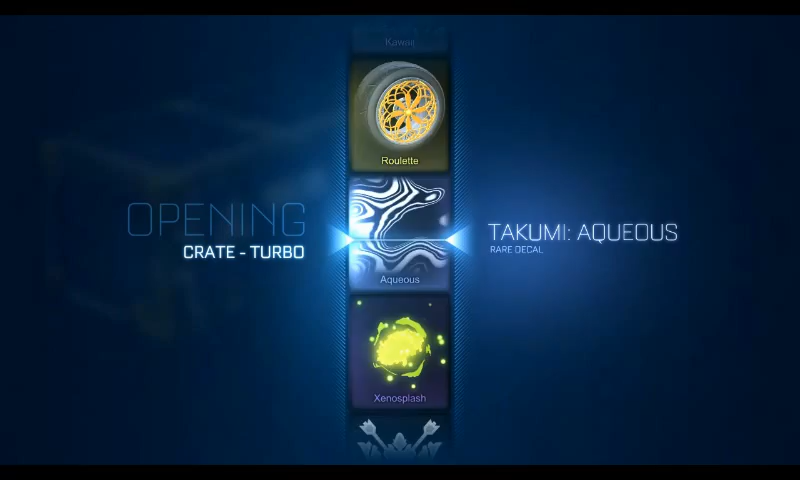 Kawaii
Roulette
OPENING
CRATE - TURBO
TAKUMI: AQUEOUS
RARE DECAL
Aqueous
Xenosplash